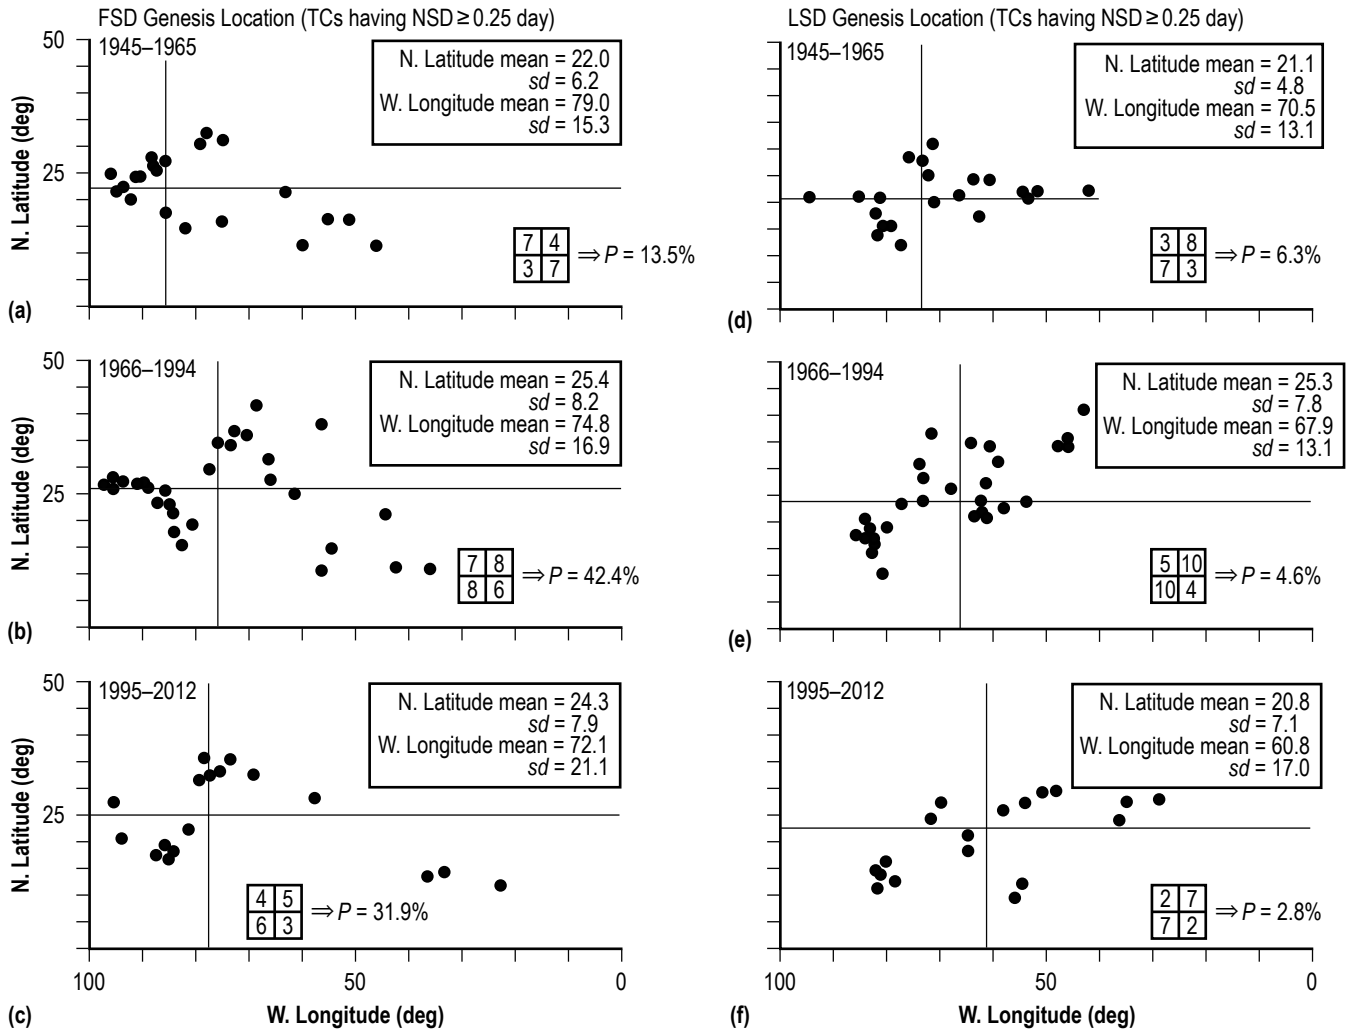 FSD Genesis Location (TCs having NSD ≥ 0.25 day)
50
1945–1965
N. Latitude mean = 22.0
sd = 6.2
W. Longitude mean = 79.0
sd = 15.3
25
N. Latitude (deg)
7 4
3 7
⇒ P = 13.5%
(a)
50
1966–1994
N. Latitude mean = 25.4
sd = 8.2
W. Longitude mean = 74.8
sd = 16.9
25
N. Latitude (deg)
7 8
8 6
⇒ P = 42.4%
(b)
50
1995–2012
N. Latitude mean = 24.3
sd = 7.9
W. Longitude mean = 72.1
sd = 21.1
25
N. Latitude (deg)
4 5
6 3
⇒ P = 31.9%
100 50 0
(c)
W. Longitude (deg)
LSD Genesis Location (TCs having NSD ≥ 0.25 day)
1945–1965
N. Latitude mean = 21.1
sd = 4.8
W. Longitude mean = 70.5
sd = 13.1
3 8
7 3
⇒ P = 6.3%
(d)
1966–1994
N. Latitude mean = 25.3
sd = 7.8
W. Longitude mean = 67.9
sd = 13.1
5 10
10 4
⇒ P = 4.6%
(e)
1995–2012
N. Latitude mean = 20.8
sd = 7.1
W. Longitude mean = 60.8
sd = 17.0
2 7
7 2
⇒ P = 2.8%
100 50 0
(f)
W. Longitude (deg)